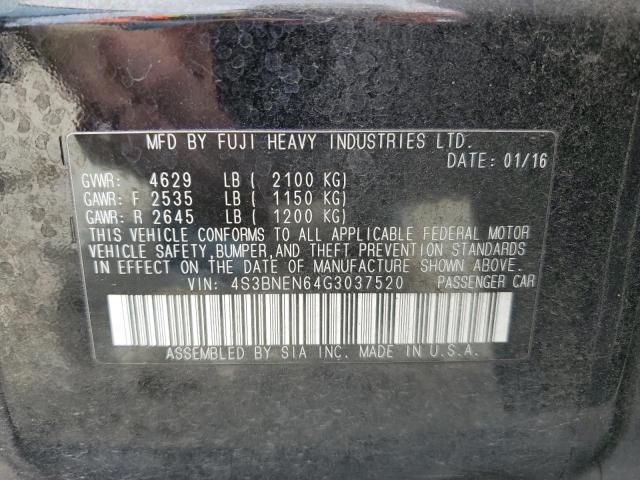 MFD BY FUJI HEAVY INDUSTRIES LTD.
DATE: 01/16
GVWR: 4629 LB ( 2100 KG)
GAWR: F 2535 LB ( 1150 KG)
GAWR: R 2645 LB ( 1200 KG)
THIS VEHICLE CONFORMS TO ALL APPLICABLE FEDERAL MOTOR
VEHICLE SAFETY, BUMPER, AND THEFT PREVENTION STANDARDS
IN EFFECT ON THE DATE OF MANUFACTURE SHOWN ABOVE.
VIN: 4S3BNEN64G3037520 PASSENGER CAR
ASSEMBLED BY SIA INC. MADE IN U.S.A.